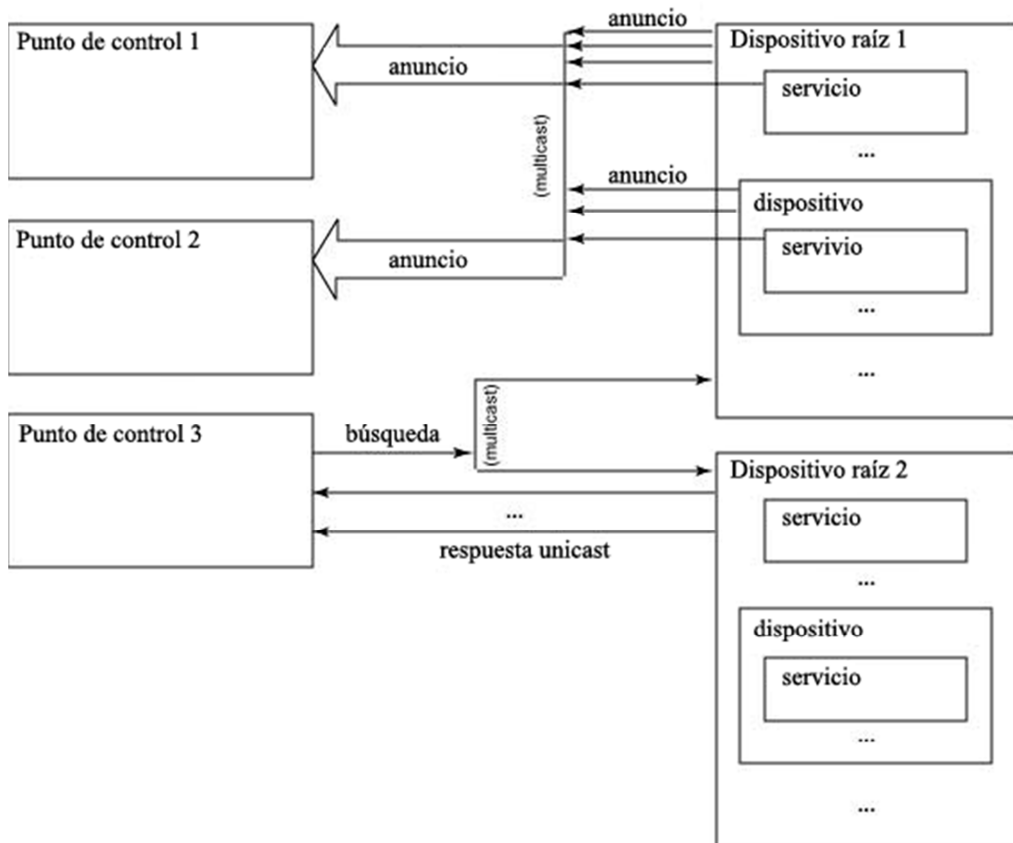 Punto de control 1
anuncio
anuncio
(multicast)
Dispositivo raíz 1
servicio
...
anuncio
dispositivo
servivio
...
...
Punto de control 2
anuncio
Punto de control 3
búsqueda
(multicast)
...
respuesta unicast
Dispositivo raíz 2
servicio
...
dispositivo
servicio
...
...